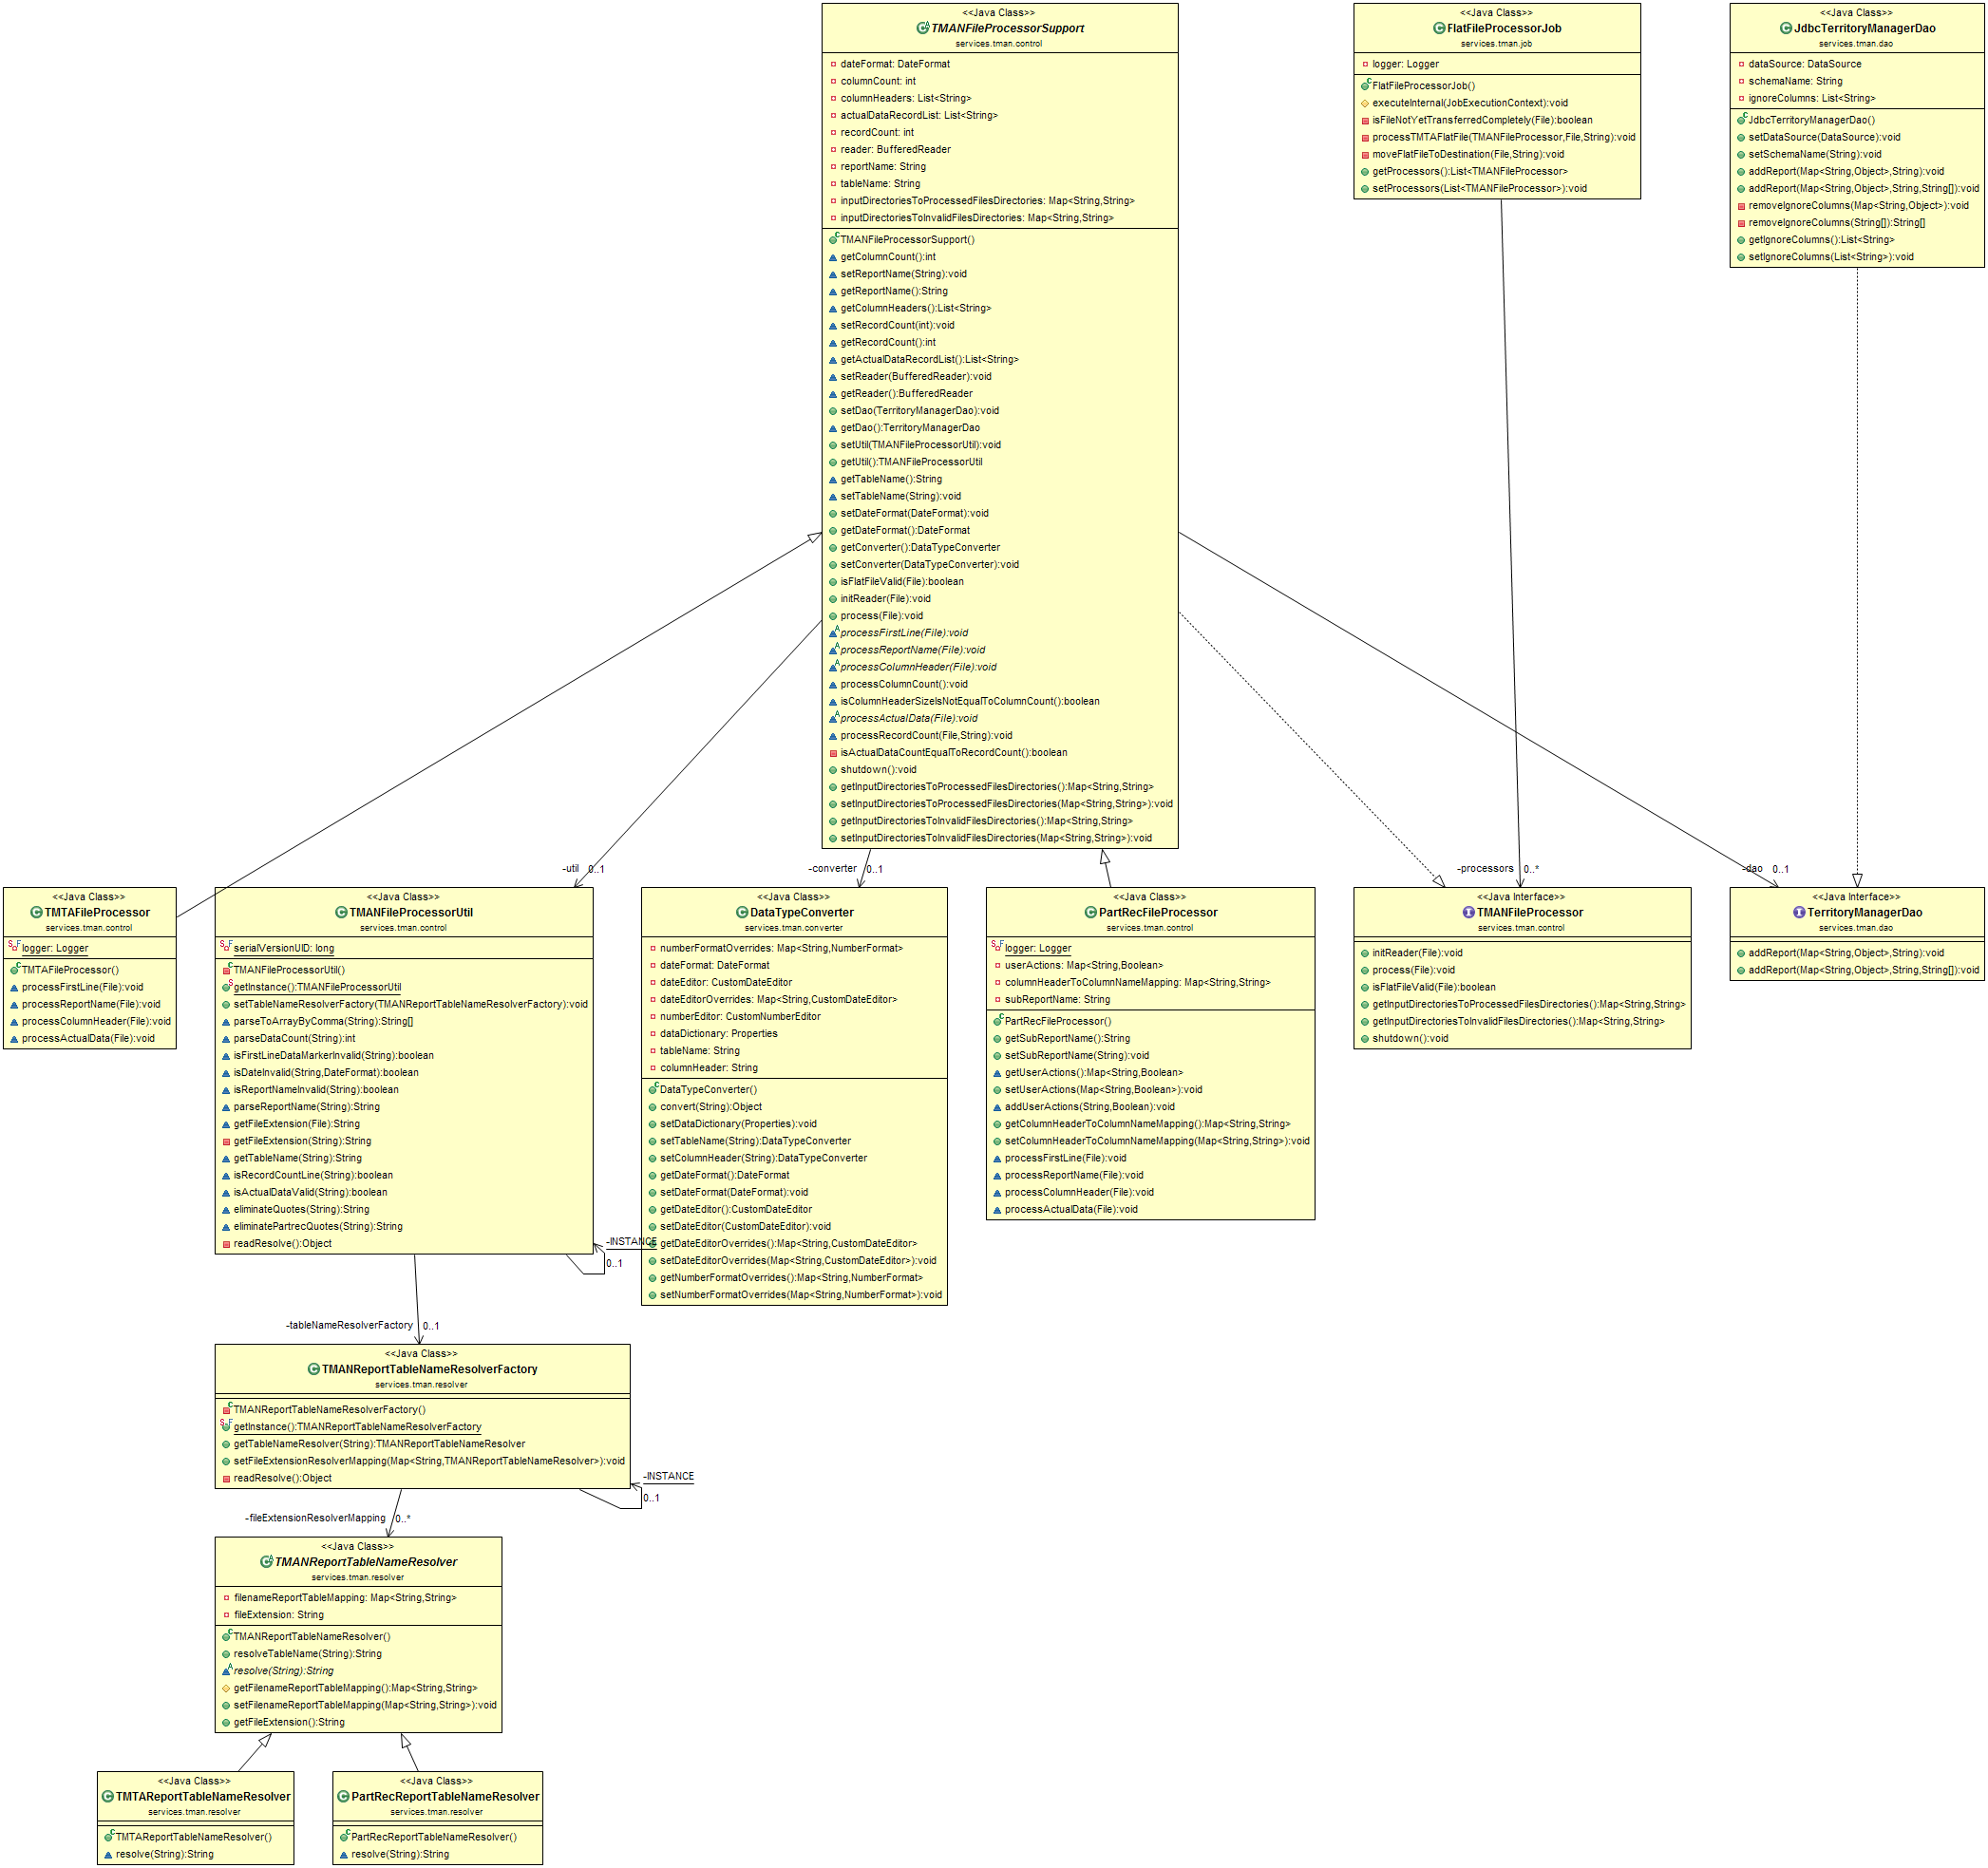 <<Java Class>>
TMANFileProcessorSupport
services.tman.control
dateFormat: DateFormat
columnCount: int
columnHeaders: List<String>
actualDataRecordList: List<String>
recordCount: int
reader: BufferedReader
reportName: String
tableName: String
inputDirectoriesToProcessedFilesDirectories: Map<String,String>
inputDirectoriesToInvalidFilesDirectories: Map<String,String>
TMANFileProcessorSupport()
getColumnCount():int
setReportName(String):void
getReportName():String
getColumnHeaders():List<String>
setRecordCount(int):void
getRecordCount():int
getActualDataRecordList():List<String>
setReader(BufferedReader):void
getReader():BufferedReader
setDao(TerritoryManagerDao):void
getDao():TerritoryManagerDao
setUtil(TMANFileProcessorUtil):void
getUtil():TMANFileProcessorUtil
getTableName():String
setTableName(String):void
setDateFormat(DateFormat):void
getDateFormat():DateFormat
getConverter():DataTypeConverter
setConverter(DataTypeConverter):void
isFlatFileValid(File):boolean
initReader(File):void
process(File):void
processFirstLine(File):void
processReportName(File):void
processColumnHeader(File):void
processColumnCount():void
isColumnHeaderSizeIsNotEqualToColumnCount():boolean
processActualData(File):void
processRecordCount(File,String):void
isActualDataCountEqualToRecordCount():boolean
shutdown():void
getInputDirectoriesToProcessedFilesDirectories():Map<String,String>
setInputDirectoriesToProcessedFilesDirectories(Map<String,String>):void
getInputDirectoriesToInvalidFilesDirectories():Map<String,String>
setInputDirectoriesToInvalidFilesDirectories(Map<String,String>):void
<<Java Class>>
FlatFileProcessorJob
services.tman.job
logger: Logger
FlatFileProcessorJob()
executeInternal(JobExecutionContext):void
isFileNotYetTransferredCompletely(File):boolean
processTMTAFlatFile(TMANFileProcessor,File,String):void
moveFlatFileToDestination(File,String):void
getProcessors():List<TMANFileProcessor>
setProcessors(List<TMANFileProcessor>):void
<<Java Class>>
JdbcTerritoryManagerDao
services.tman.dao
dataSource: DataSource
schemaName: String
ignoreColumns: List<String>
JdbcTerritoryManagerDao()
setDataSource(DataSource):void
setSchemaName(String):void
addReport(Map<String,Object>,String):void
addReport(Map<String,Object>,String,String[]):void
removeIgnoreColumns(Map<String,Object>):void
removeIgnoreColumns(String[]):String[]
getIgnoreColumns():List<String>
setIgnoreColumns(List<String>):void
-util 0..1
-converter 0..1
-processors 0..*
-dao 0..1
<<Java Class>>
TMTAFileProcessor
services.tman.control
logger: Logger
TMTAFileProcessor()
processFirstLine(File):void
processReportName(File):void
processColumnHeader(File):void
processActualData(File):void
<<Java Class>>
TMANFileProcessorUtil
services.tman.control
serialVersionUID: long
TMANFileProcessorUtil()
getInstance():TMANFileProcessorUtil
setTableNameResolverFactory(TMANReportTableNameResolverFactory):void
parseToArrayByComma(String):String[]
parseDataCount(String):int
isFirstLineDataMarkerInvalid(String):boolean
isDateInvalid(String,DateFormat):boolean
isReportNameInvalid(String):boolean
parseReportName(String):String
getFileExtension(File):String
getFileExtension(String):String
getTableName(String):String
isRecordCountLine(String):boolean
isActualDataValid(String):boolean
eliminateQuotes(String):String
eliminatePartrecQuotes(String):String
readResolve():Object
-INSTANCE
0..1
<<Java Class>>
DataTypeConverter
services.tman.converter
numberFormatOverrides: Map<String,NumberFormat>
dateFormat: DateFormat
dateEditor: CustomDateEditor
dateEditorOverrides: Map<String,CustomDateEditor>
numberEditor: CustomNumberEditor
dataDictionary: Properties
tableName: String
columnHeader: String
DataTypeConverter()
convert(String):Object
setDataDictionary(Properties):void
setTableName(String):DataTypeConverter
setColumnHeader(String):DataTypeConverter
getDateFormat():DateFormat
setDateFormat(DateFormat):void
getDateEditor():CustomDateEditor
setDateEditor(CustomDateEditor):void
getDateEditorOverrides():Map<String,CustomDateEditor>
setDateEditorOverrides(Map<String,CustomDateEditor>):void
getNumberFormatOverrides():Map<String,NumberFormat>
setNumberFormatOverrides(Map<String,NumberFormat>):void
<<Java Class>>
PartRecFileProcessor
services.tman.control
logger: Logger
userActions: Map<String,Boolean>
columnHeaderToColumnNameMapping: Map<String,String>
subReportName: String
PartRecFileProcessor()
getSubReportName():String
setSubReportName(String):void
getUserActions():Map<String,Boolean>
setUserActions(Map<String,Boolean>):void
addUserActions(String,Boolean):void
getColumnHeaderToColumnNameMapping():Map<String,String>
setColumnHeaderToColumnNameMapping(Map<String,String>):void
processFirstLine(File):void
processReportName(File):void
processColumnHeader(File):void
processActualData(File):void
<<Java Interface>>
TMANFileProcessor
services.tman.control
initReader(File):void
process(File):void
isFlatFileValid(File):boolean
getInputDirectoriesToProcessedFilesDirectories():Map<String,String>
getInputDirectoriesToInvalidFilesDirectories():Map<String,String>
shutdown():void
<<Java Interface>>
TerritoryManagerDao
services.tman.dao
addReport(Map<String,Object>,String):void
addReport(Map<String,Object>,String,String[]):void
-tableNameResolverFactory 0..1
<<Java Class>>
TMANReportTableNameResolverFactory
services.tman.resolver
TMANReportTableNameResolverFactory()
getInstance():TMANReportTableNameResolverFactory
getTableNameResolver(String):TMANReportTableNameResolver
setFileExtensionResolverMapping(Map<String,TMANReportTableNameResolver>):void
readResolve():Object
-INSTANCE
0..1
-fileExtensionResolverMapping 0..*
<<Java Class>>
TMANReportTableNameResolver
services.tman.resolver
filenameReportTableMapping: Map<String,String>
fileExtension: String
TMANReportTableNameResolver()
resolveTableName(String):String
resolve(String):String
getFilenameReportTableMapping():Map<String,String>
setFilenameReportTableMapping(Map<String,String>):void
getFileExtension():String
<<Java Class>>
TMTAReportTableNameResolver
services.tman.resolver
TMTAReportTableNameResolver()
resolve(String):String
<<Java Class>>
PartRecReportTableNameResolver
services.tman.resolver
PartRecReportTableNameResolver()
resolve(String):String